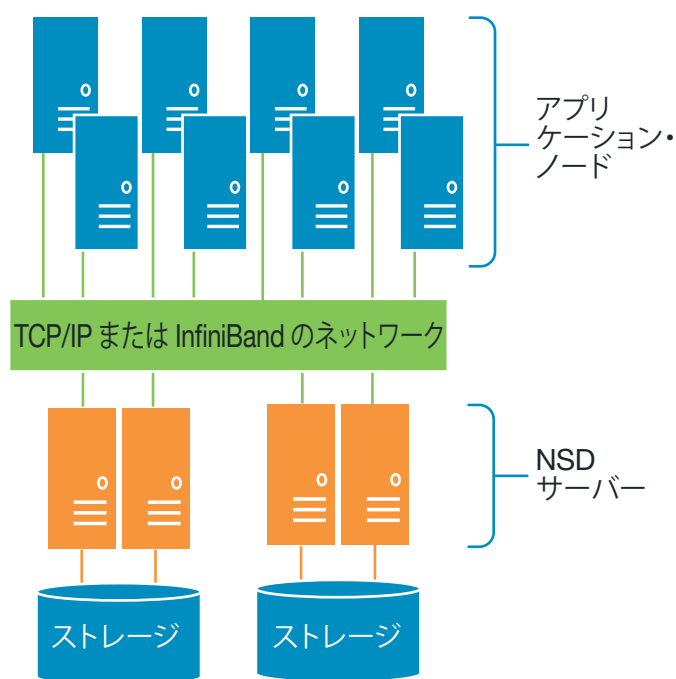 アプリ
ケーション・
ノード
TCP/IP または InfiniBand のネットワーク
NSD
サーバー
ストレージ
ストレージ